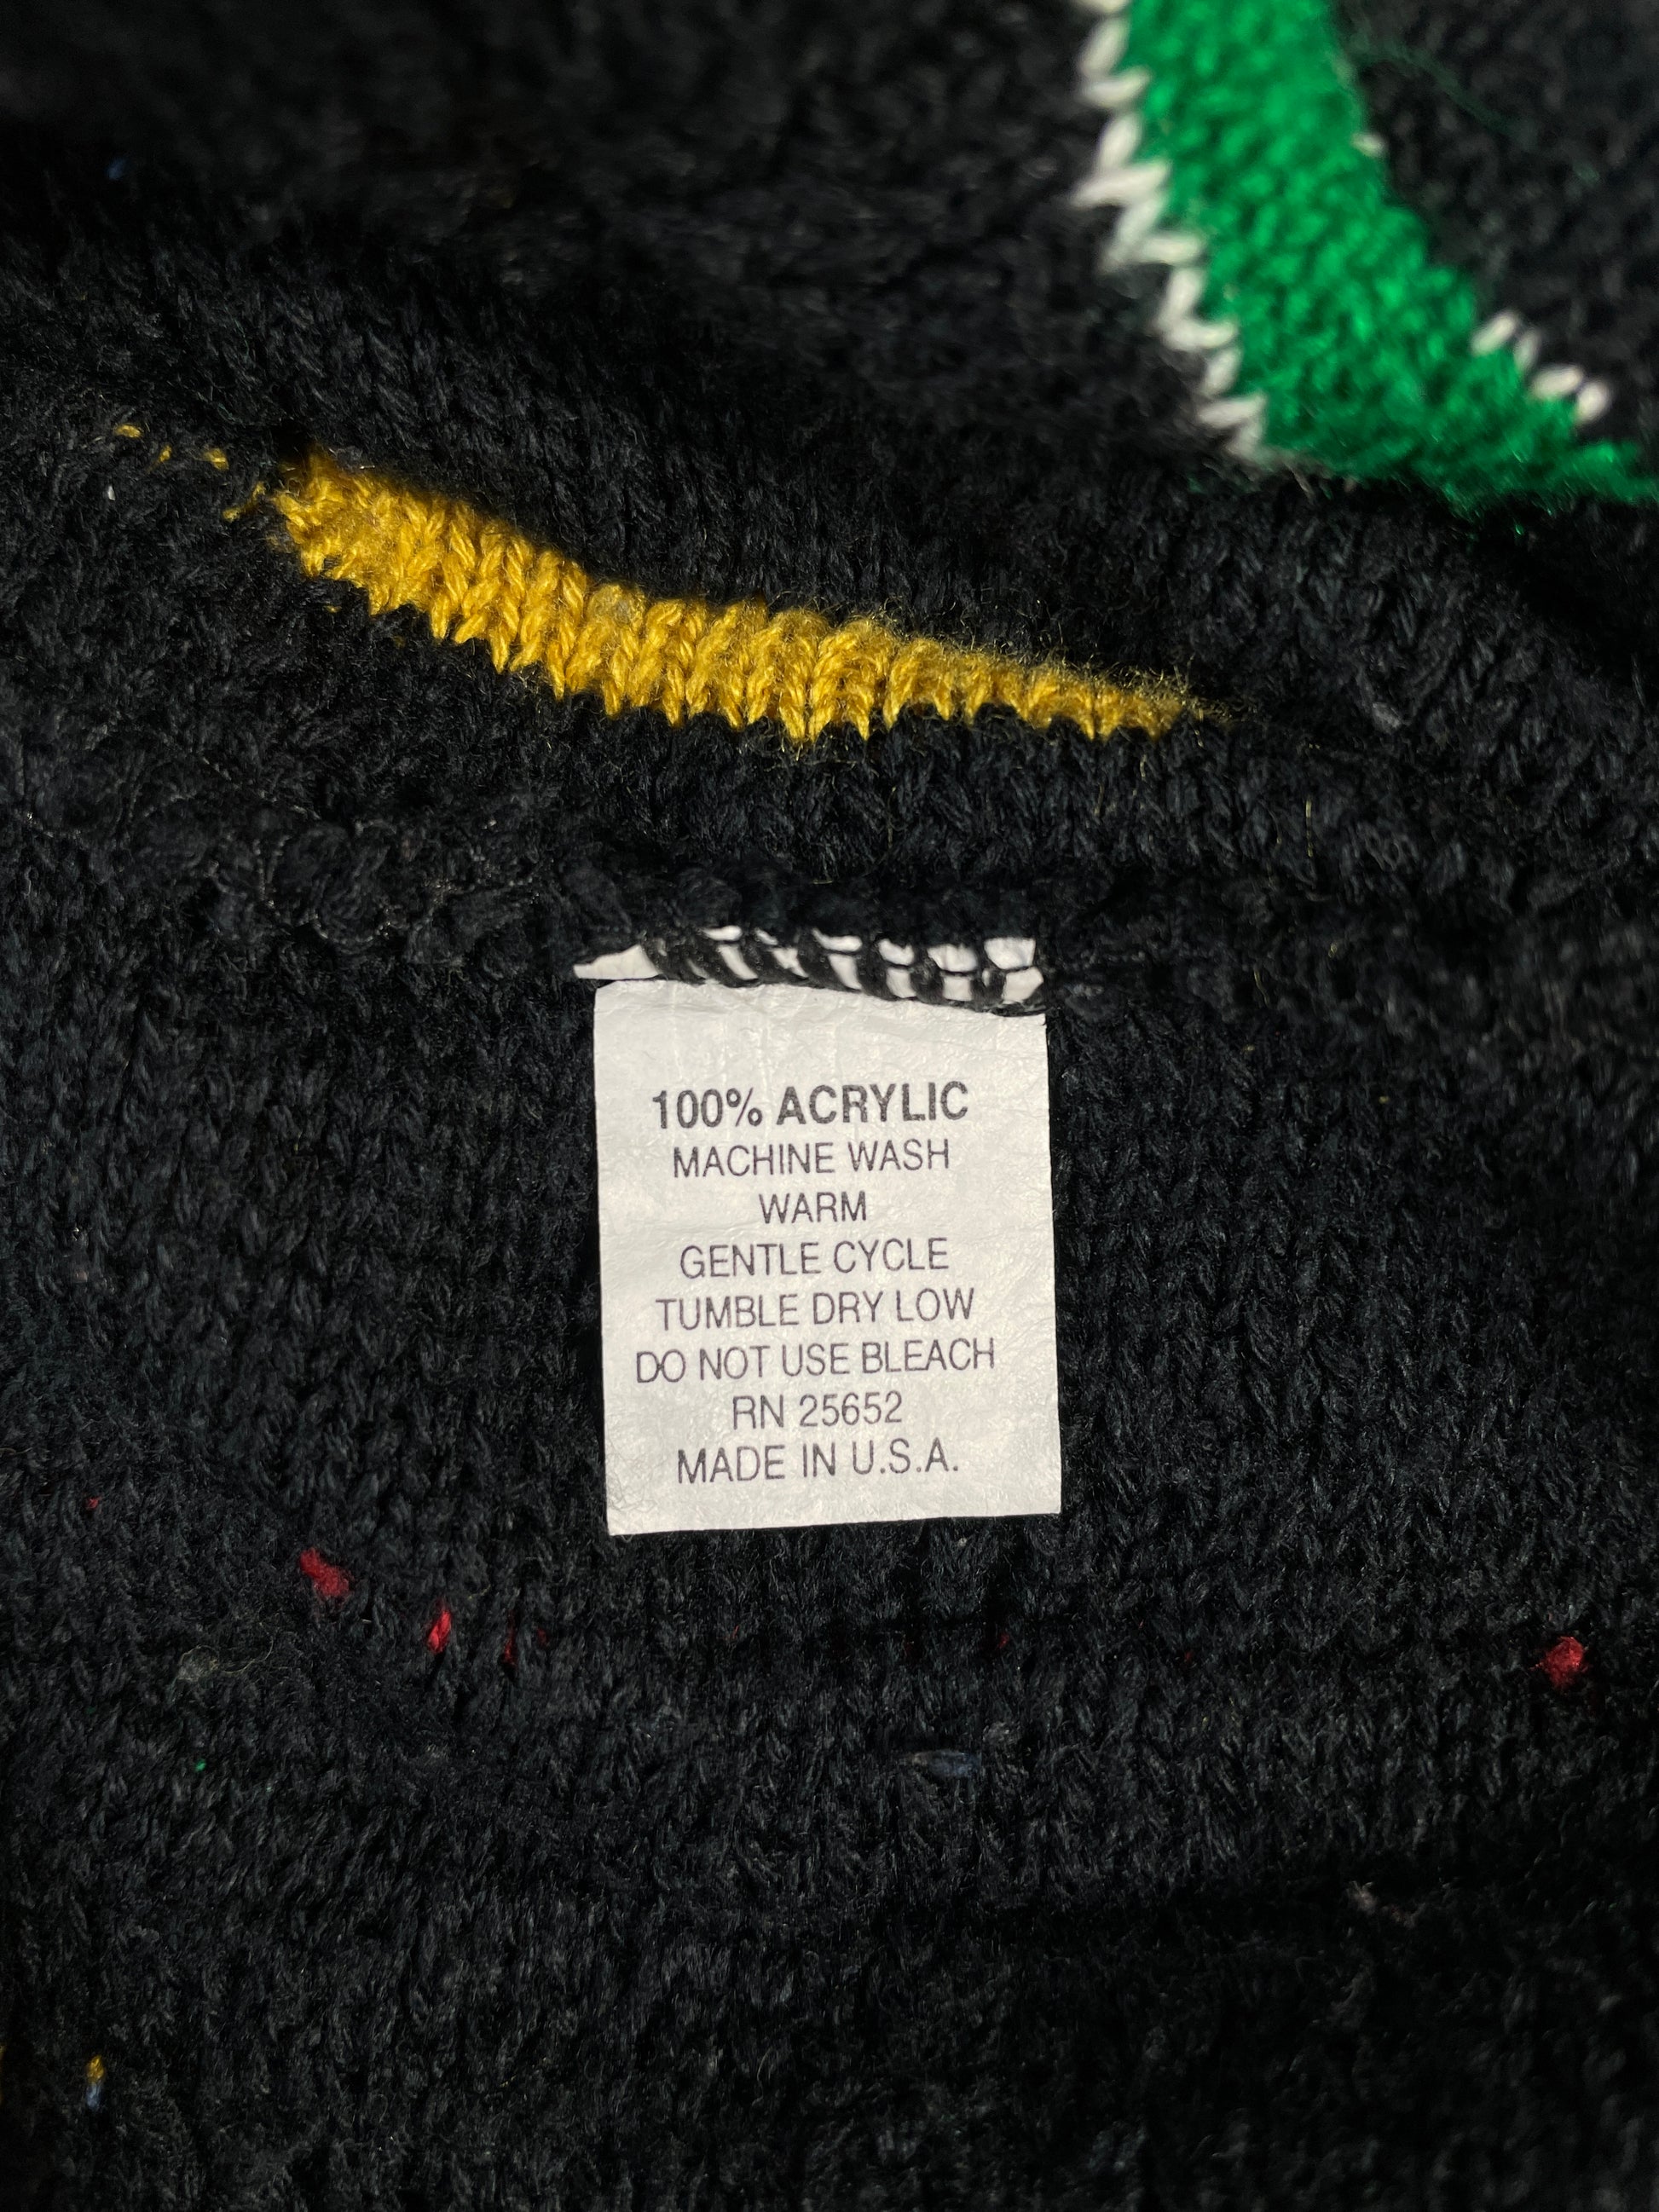 100% ACRYLIC
MACHINE WASH
WARM
GENTLE CYCLE
TUMBLE DRY LOW
DO NOT USE BLEACH
RN 25652
MADE IN U.S.A.